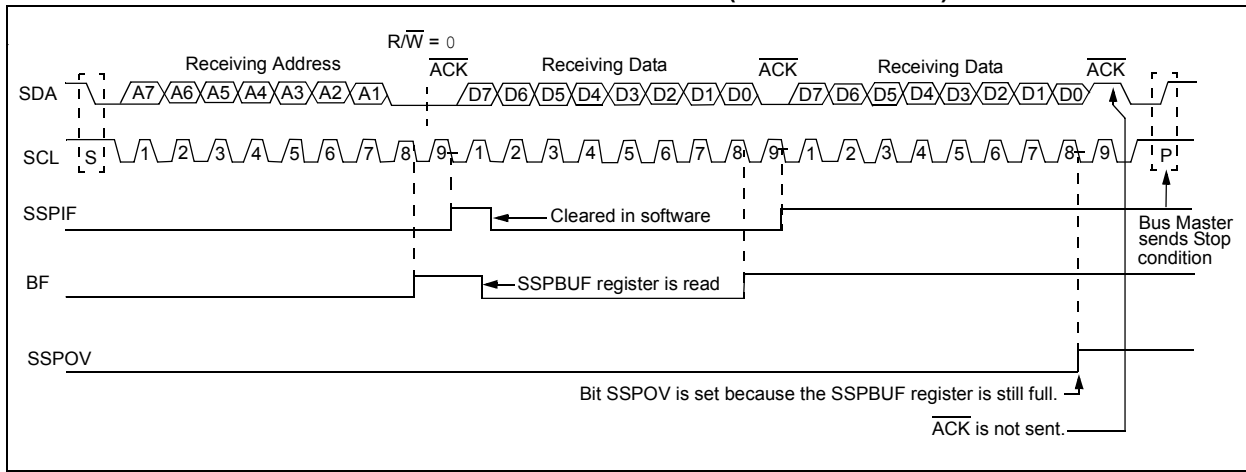 R/W = 0
Receiving Address ACK Receiving Data ACK Receiving Data ACK
SDA A7 A6 A5 A4 A3 A2 A1 D7 D6 D5 D4 D3 D2 D1 D0 D7 D6 D5 D4 D3 D2 D1 D0
SCL S 1 2 3 4 5 6 7 8 9 1 2 3 4 5 6 7 8 9 1 2 3 4 5 6 7 8 9 P
SSPIF
Cleared in software
Bus Master
sends Stop
condition
BF
SSPBUF register is read
SSPOV
Bit SSPOV is set because the SSPBUF register is still full.
ACK is not sent.